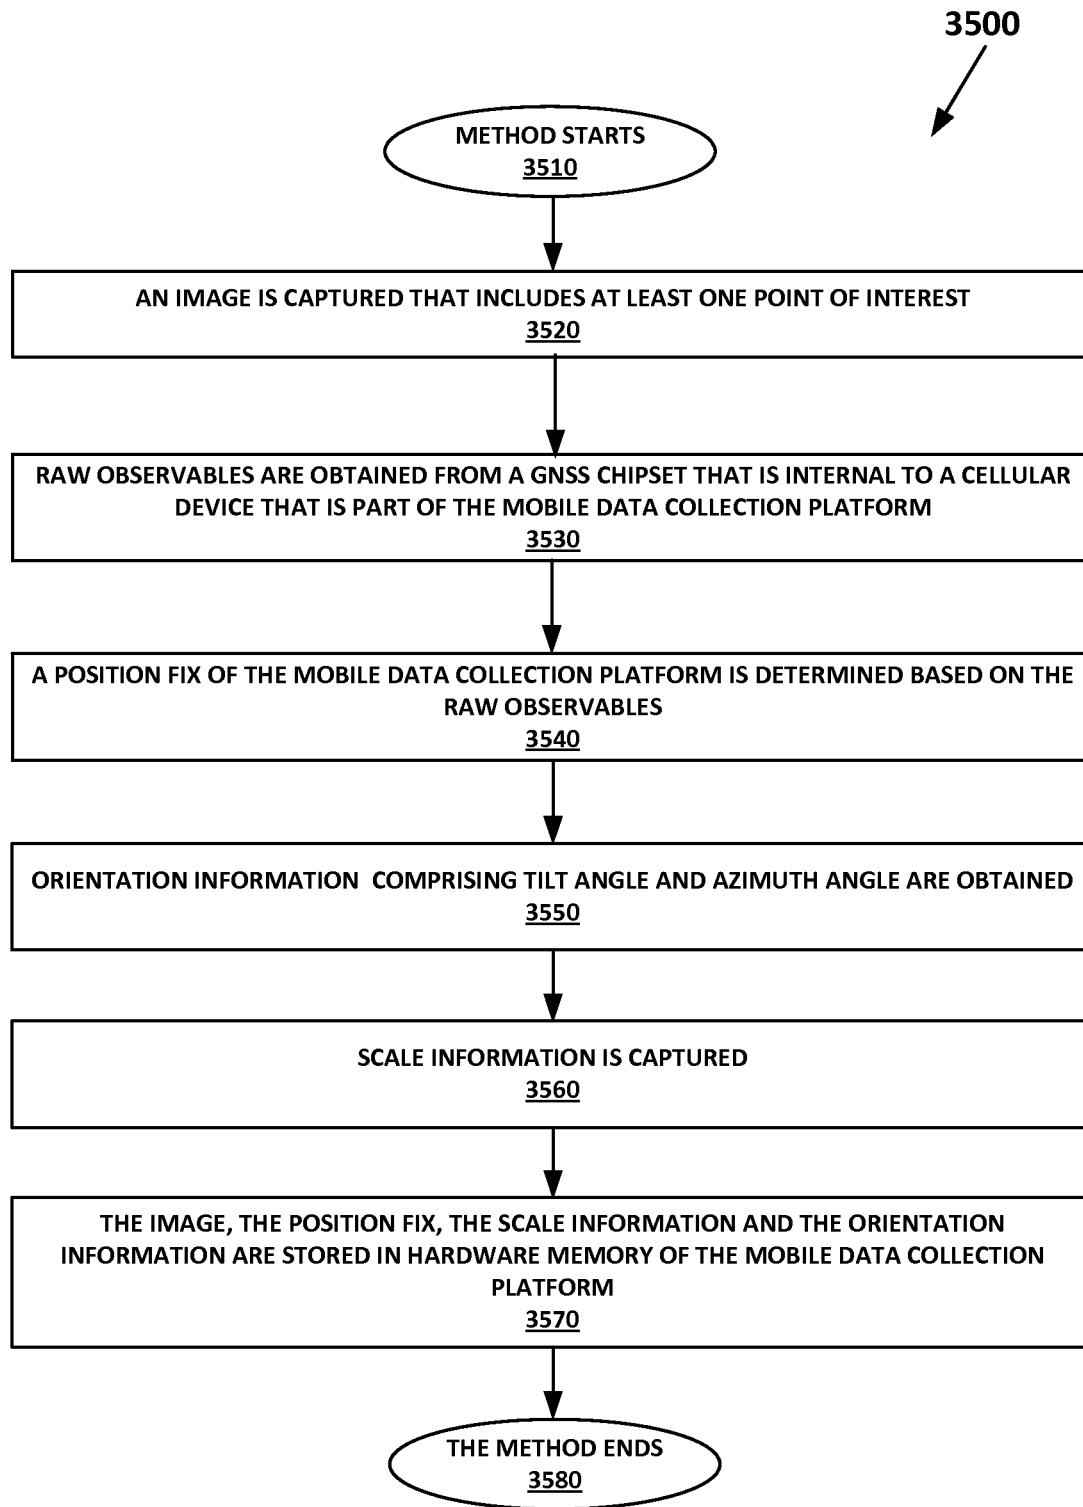 3500
METHOD STARTS
3510
AN IMAGE IS CAPTURED THAT INCLUDES AT LEAST ONE POINT OF INTEREST
3520
RAW OBSERVABLES ARE OBTAINED FROM A GNSS CHIPSET THAT IS INTERNAL TO A CELLULAR
DEVICE THAT IS PART OF THE MOBILE DATA COLLECTION PLATFORM
3530
A POSITION FIX OF THE MOBILE DATA COLLECTION PLATFORM IS DETERMINED BASED ON THE
RAW OBSERVABLES
3540
ORIENTATION INFORMATION COMPRISING TILT ANGLE AND AZIMUTH ANGLE ARE OBTAINED
3550
SCALE INFORMATION IS CAPTURED
3560
THE IMAGE, THE POSITION FIX, THE SCALE INFORMATION AND THE ORIENTATION
INFORMATION ARE STORED IN HARDWARE MEMORY OF THE MOBILE DATA COLLECTION
PLATFORM
3570
THE METHOD ENDS
3580